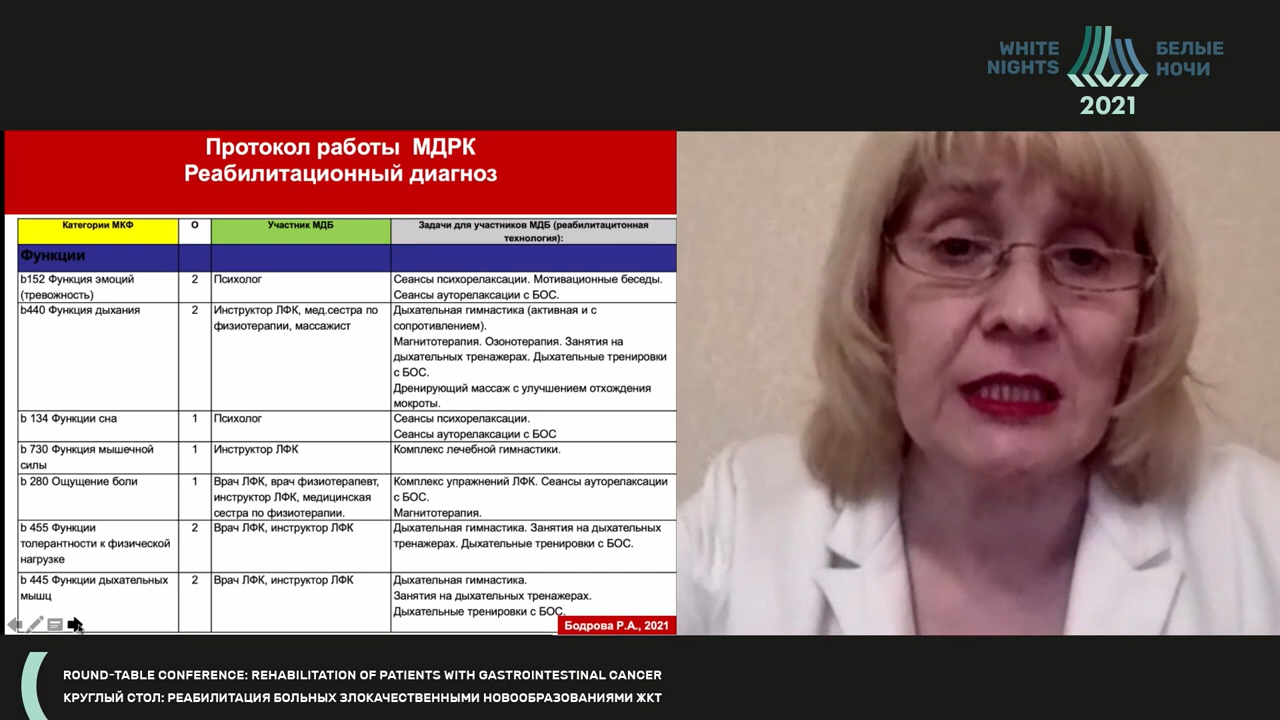 WHITE
NIGHTS
БЕЛЫЕ
НОЧИ
2021
Протокол работы МДРК
Реабилитационный диагноз
Категории МКФ
О
Участник МДБ
Задачи для участников МДБ (реабилитацитонная
технология):
Функции
b152 Функция эмоций
(тревожность)
2
Психолог
Сеансы психорелаксации. Мотивационные беседы.
Сеансы ауторелаксации с БОС.
b440 Функция дыхания
2
Инструктор ЛФК, мед.сестра по
физиотерапии, массажист
Дыхательная гимнастика (активная и с
сопротивлением).
Магнитотерапия. Озонотерапия. Занятия на
дыхательных тренажерах. Дыхательные тренировки
с БОС.
Дренирующий массаж с улучшением отхождения
мокроты.
b 134 Функции сна
1
Психолог
Сеансы психорелаксации.
Сеансы ауторелаксации с БОС
b 730 Функция мышечной
силы
1
Инструктор ЛФК
Комплекс лечебной гимнастики.
b 280 Ощущение боли
1
Врач ЛФК, врач физиотерапевт,
инструктор ЛФК, медицинская
сестра по физиотерапии.
Комплекс упражнений ЛФК. Сеансы ауторелаксации
с БОС.
Магнитотерапия.
b 455 Функции
толерантности к физической
нагрузке
2
Врач ЛФК, инструктор ЛФК
Дыхательная гимнастика. Занятия на дыхательных
тренажерах. Дыхательные тренировки с БОС.
b 445 Функции дыхательных
мышц
2
Врач ЛФК, инструктор ЛФК
Дыхательная гимнастика.
Занятия на дыхательных тренажерах.
Дыхательные тренировки с БОС.
Бодрова Р.А., 2021
ROUND-TABLE CONFERENCE: REHABILITATION OF PATIENTS WITH GASTROINTESTINAL CANCER
КРУГЛЫЙ СТОЛ: РЕАБИЛИТАЦИЯ БОЛЬНЫХ ЗЛОКАЧЕСТВЕННЫМИ НОВООБРАЗОВАНИЯМИ ЖКТ